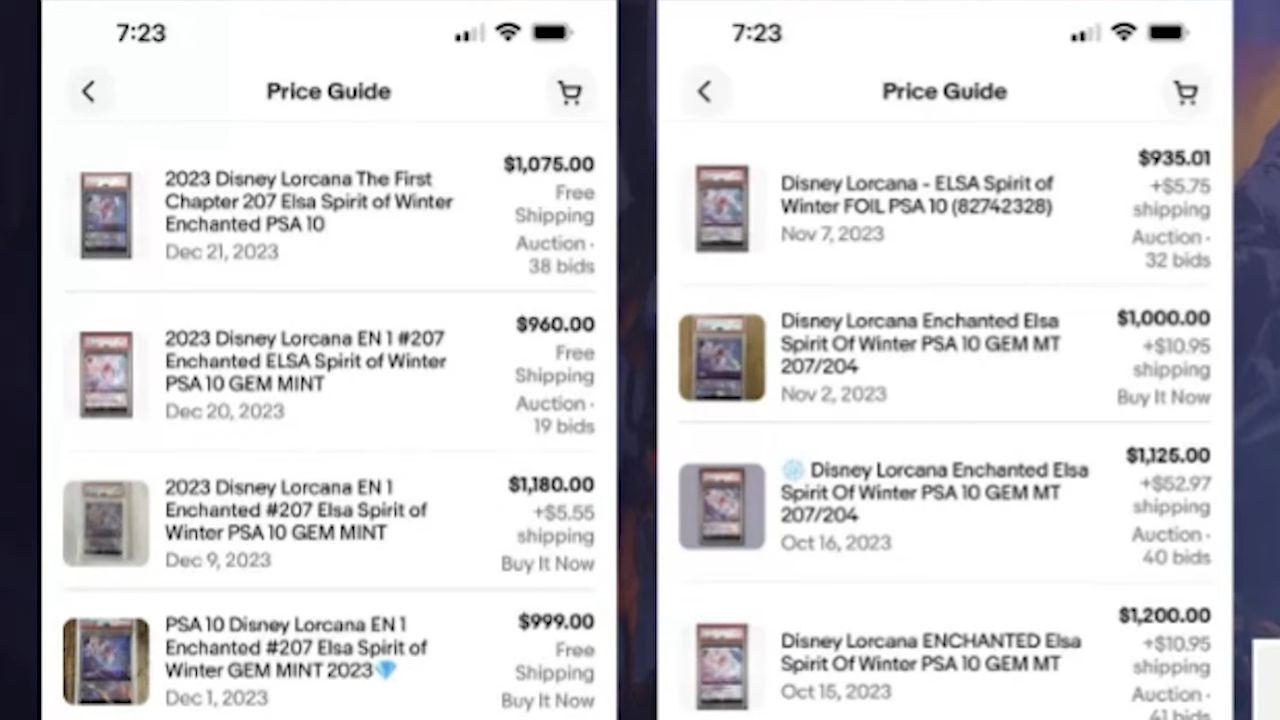 7:23
Price Guide
2023 Disney Lorcana The First
Chapter 207 Elsa Spirit of Winter
Enchanted PSA 10
Dec 21, 2023
$1,075.00
Free
Shipping
Auction ·
38 bids
2023 Disney Lorcana EN 1 #207
Enchanted ELSA Spirit of Winter
PSA 10 GEM MINT
Dec 20, 2023
$960.00
Free
Shipping
Auction ·
19 bids
2023 Disney Lorcana EN 1
Enchanted #207 Elsa Spirit of
Winter PSA 10 GEM MINT
Dec 9, 2023
$1,180.00
+$5.55
shipping
Buy It Now
PSA 10 Disney Lorcana EN 1
Enchanted #207 Elsa Spirit of
Winter GEM MINT 2023💎
Dec 1, 2023
$999.00
Free
Shipping
Buy It Now
7:23
Price Guide
Disney Lorcana - ELSA Spirit of
Winter FOIL PSA 10 (82742328)
Nov 7, 2023
$935.01
+$5.75
shipping
Auction ·
32 bids
Disney Lorcana Enchanted Elsa
Spirit Of Winter PSA 10 GEM MT
207/204
Nov 2, 2023
$1,000.00
+$10.95
shipping
Buy It Now
Disney Lorcana Enchanted Elsa
Spirit Of Winter PSA 10 GEM MT
207/204
Oct 16, 2023
$1,125.00
+$52.97
shipping
Auction ·
40 bids
Disney Lorcana ENCHANTED Elsa
Spirit Of Winter PSA 10 GEM MT
Oct 15, 2023
$1,200.00
+$10.95
shipping
Auction ·
41 bids